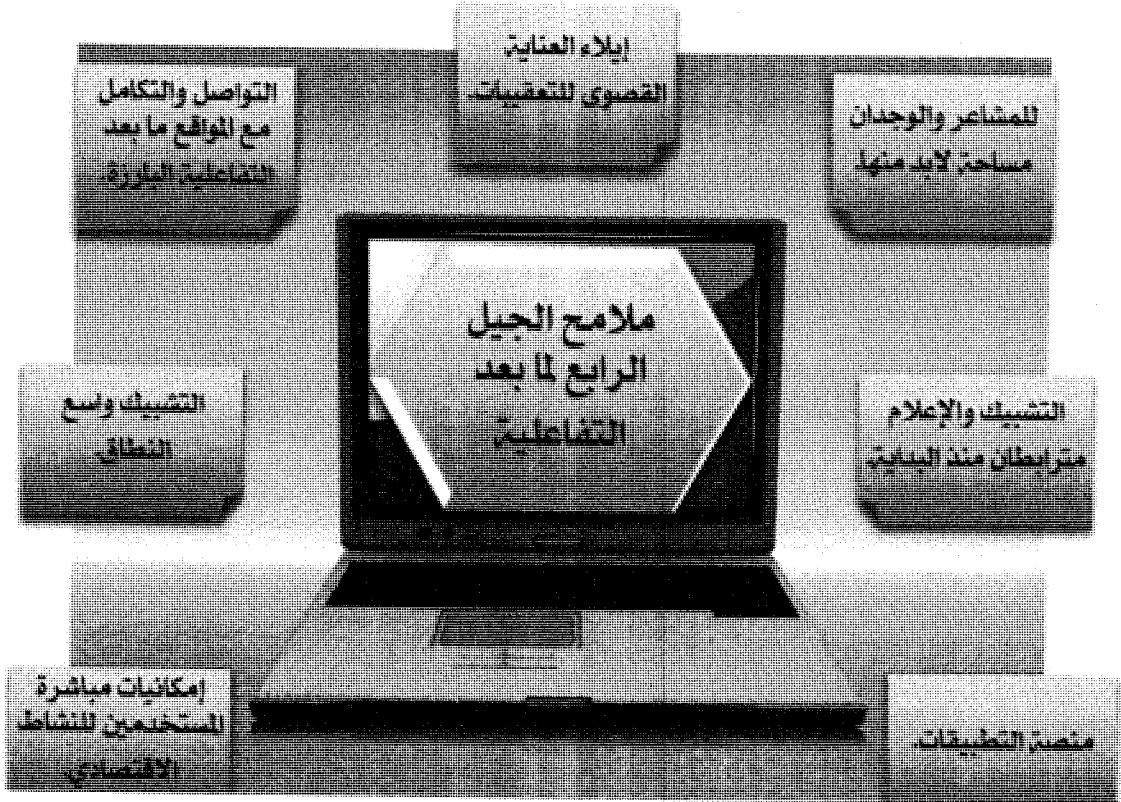 إيلاء العناية
القصوى للتعقيبات.
للمشاعر والوجدان
مساحة لابد منها.
التواصل والتكامل
مع المواقع ما بعد
التفاعلية البارزة.
ملامح الجيل
الرابع لما بعد
التفاعلية
التشبيك والإعلام
مترابطان منذ البداية.
التشبيك واسع
النطاق.
منصة التطبيقات.
إمكانيات مباشرة
المستخدمين للنشاط
الاقتصادي.